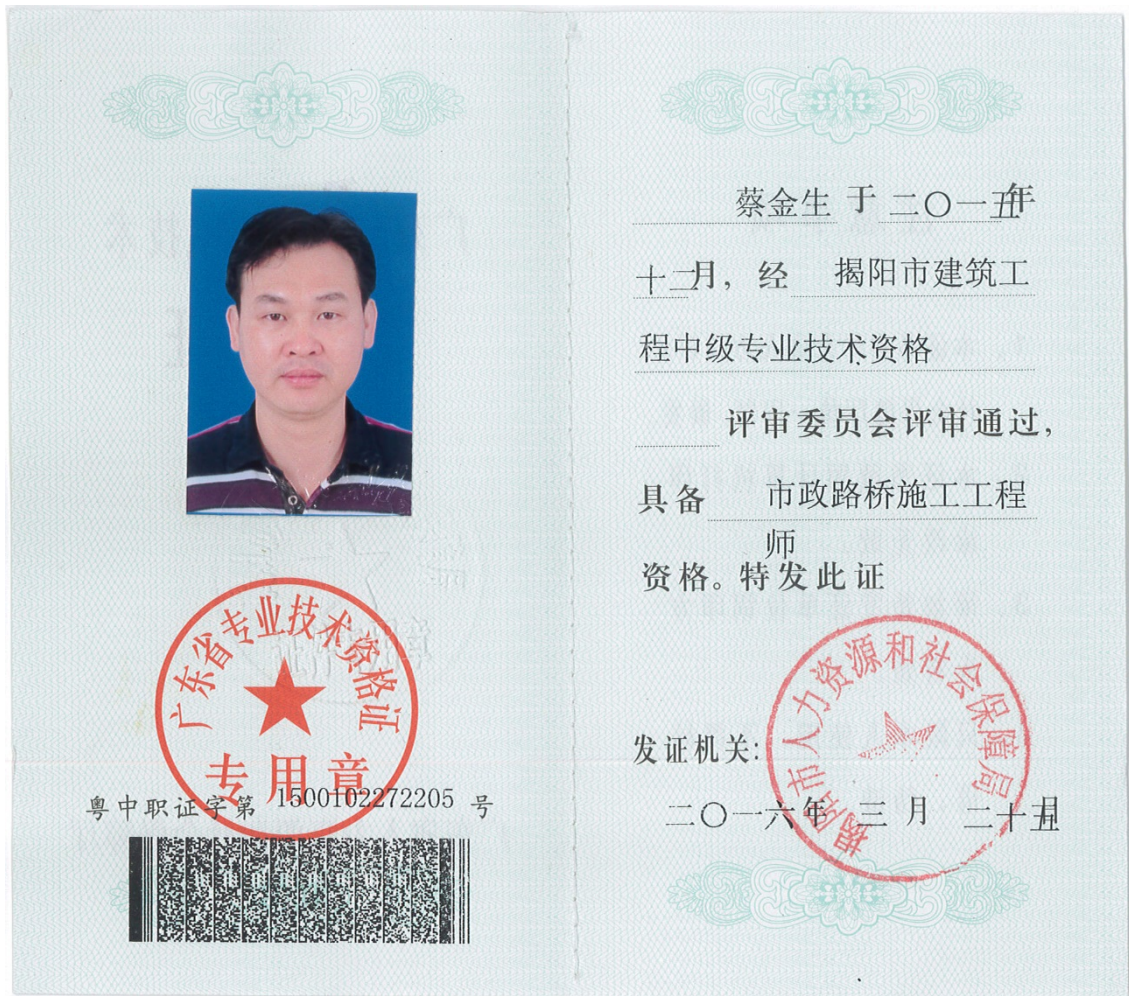 广东省专业技术资格证
专用章
粤中职证字第 1500102272205 号
蔡金生 于 二〇一五年
十二月, 经 揭阳市建筑工
程中级专业技术资格
评审委员会评审通过,
具备 市政路桥施工工程
师
资格。特发此证
揭阳市人力资源和社会保障局
发证机关:
二〇一六年 三月 二十五日